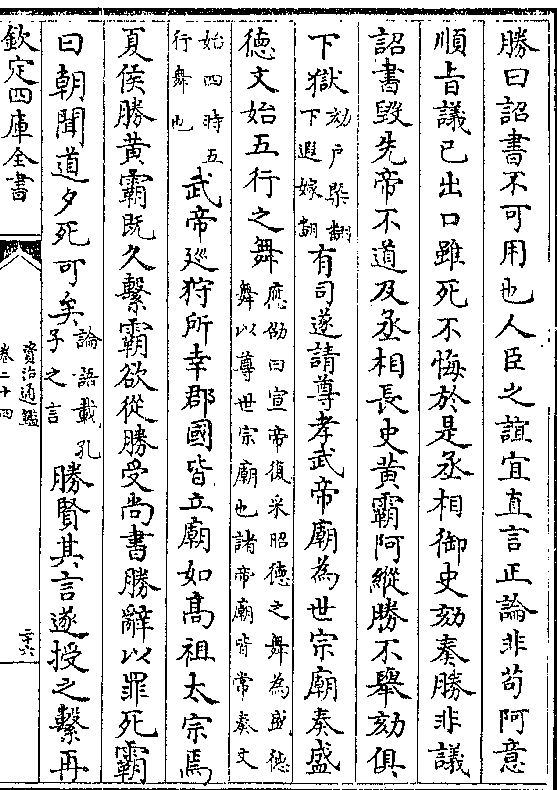 勝曰詔書不可用也人臣之誼宜直言正論非苟阿意
順旨議已出口雖死不悔於是丞相御史劾奏勝非議
詔書毀先帝不道及丞相長史黃霸阿縱勝不舉劾俱
下獄劾戶槩翻下遐嫁翻有司遂請尊孝武帝廟為世宗廟奏盛
德文始五行之舞應劭曰宣帝復采昭德之舞為盛德舞以尊世宗廟也諸帝廟皆常奏文
始四時五行舞也武帝廵狩所幸郡國皆立廟如髙祖太宗焉
夏侯勝黃霸既久繫霸欲從勝受尚書勝辭以罪死霸
曰朝聞道夕死可矣論語載孔子之言勝賢其言遂授之繫再
欽定四庫全書
資治通鑑
卷二十四
二十六